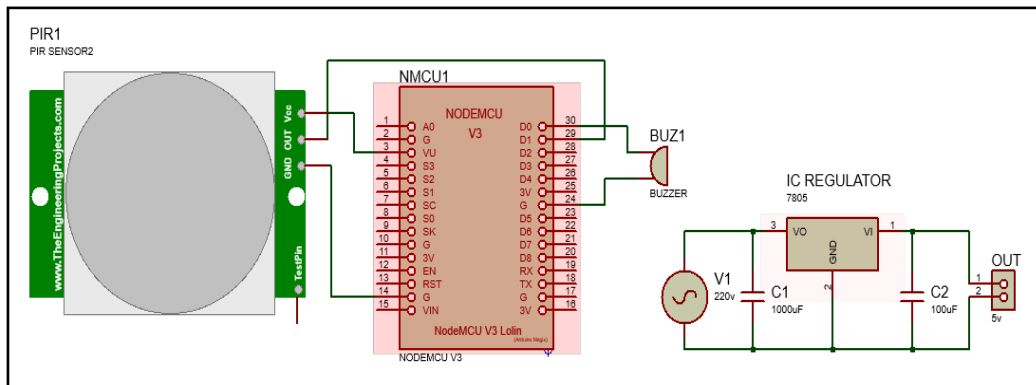 PIR1
PIR SENSOR2
www.TheEngineeringProjects.com
Vcc
OUT
GND
TestPin
NMCU1
NODEMCU
V3
1 A0
2 G
3 VU
4 S3
5 S2
6 S1
7 SC
8 S0
9 SK
10 G
11 3V
12 EN
13 RST
14 G
15 VIN
D0 30
D1 29
D2 28
D3 27
D4 26
3V 25
G 24
D5 23
D6 22
D7 21
D8 20
RX 19
TX 18
G 17
3V 16
NodeMCU V3 Lolin
(Arduino Magix)
NODEMCU V3
BUZ1
BUZZER
IC REGULATOR
7805
3 VO VI 1
GND
2
V1
220v
C1
1000uF
C2
100uF
OUT
1
2
5v